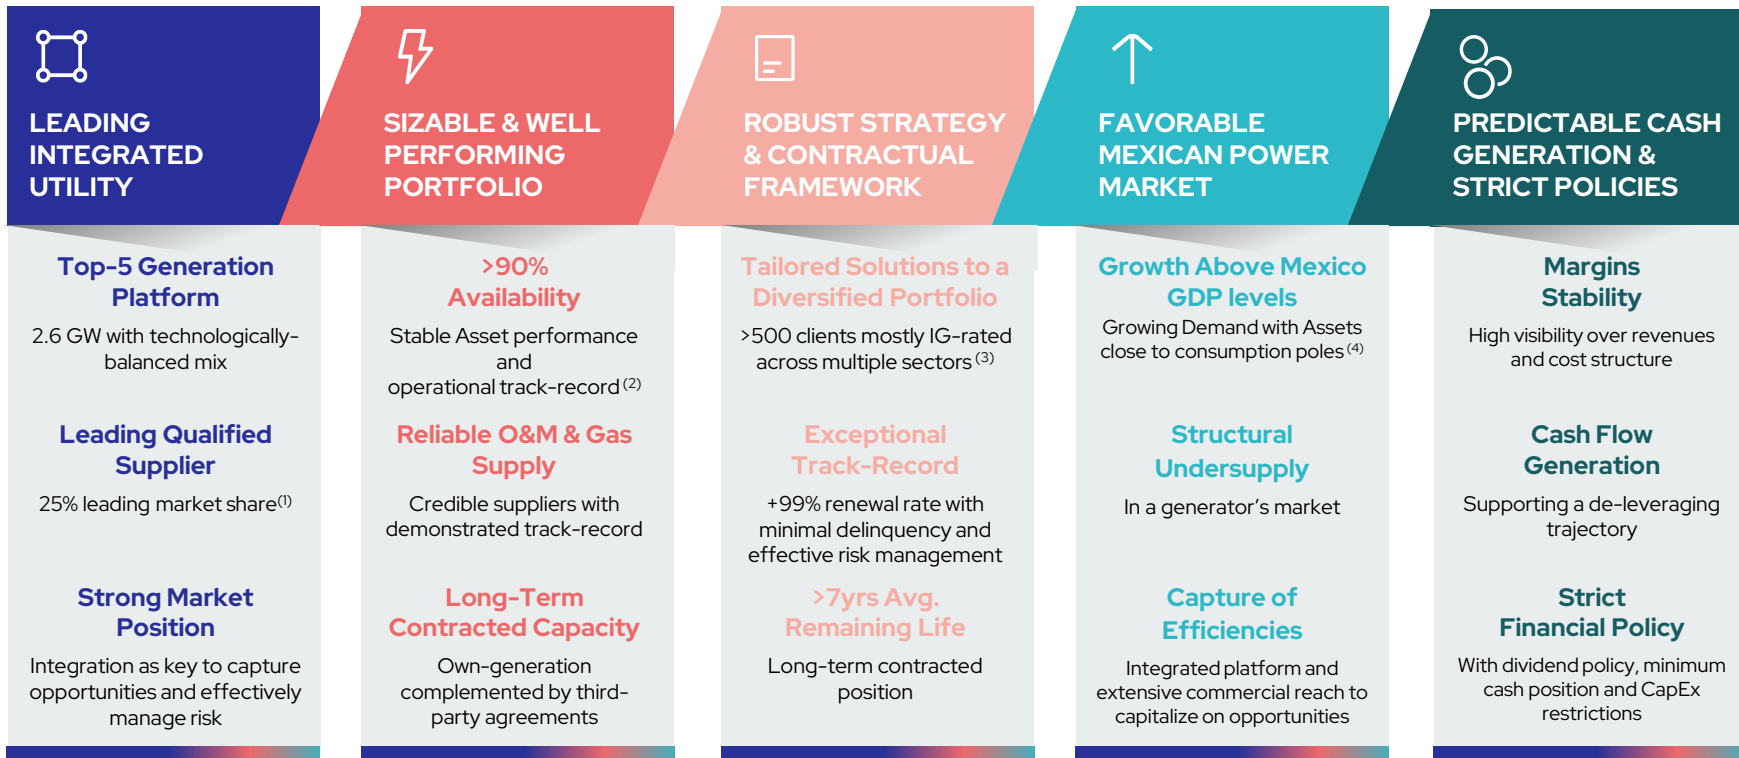 LEADING
INTEGRATED
UTILITY
Top-5 Generation
Platform
2.6 GW with technologically-
balanced mix
Leading Qualified
Supplier
25% leading market share(1)
Strong Market
Position
Integration as key to capture
opportunities and effectively
manage risk
SIZABLE & WELL
PERFORMING
PORTFOLIO
>90%
Availability
Stable Asset performance
and
operational track-record (2)
Reliable O&M & Gas
Supply
Credible suppliers with
demonstrated track-record
Long-Term
Contracted Capacity
Own-generation
complemented by third-
party agreements
ROBUST STRATEGY
& CONTRACTUAL
FRAMEWORK
Tailored Solutions to a
Diversified Portfolio
>500 clients mostly IG-rated
across multiple sectors (3)
Exceptional
Track-Record
+99% renewal rate with
minimal delinquency and
effective risk management
>7yrs Avg.
Remaining Life
Long-term contracted
position
FAVORABLE
MEXICAN POWER
MARKET
Growth Above Mexico
GDP levels
Growing Demand with Assets
close to consumption poles (4)
Structural
Undersupply
In a generator's market
Capture of
Efficiencies
Integrated platform and
extensive commercial reach to
capitalize on opportunities
PREDICTABLE CASH
GENERATION &
STRICT POLICIES
Margins
Stability
High visibility over revenues
and cost structure
Cash Flow
Generation
Supporting a de-leveraging
trajectory
Strict
Financial Policy
With dividend policy, minimum
cash position and CapEx
restrictions